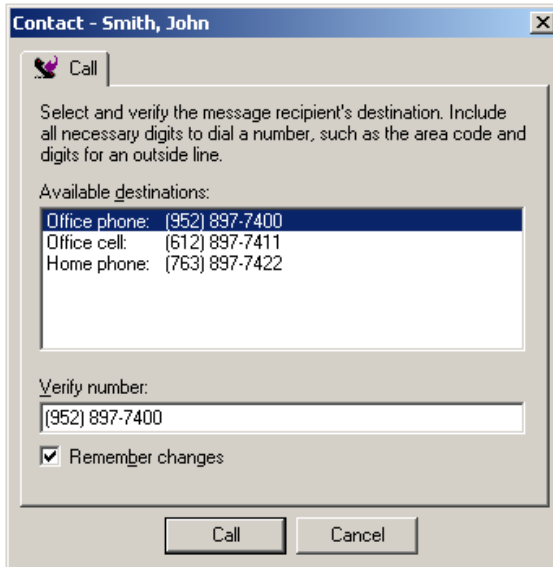 Contact - Smith, John
Call
Select and verify the message recipient's destination. Include
all necessary digits to dial a number, such as the area code and
digits for an outside line.
Available destinations:
Office phone: (952) 897-7400
Office cell: (612) 897-7411
Home phone: (763) 897-7422
Verify number:
(952) 897-7400
Remember changes
Call Cancel